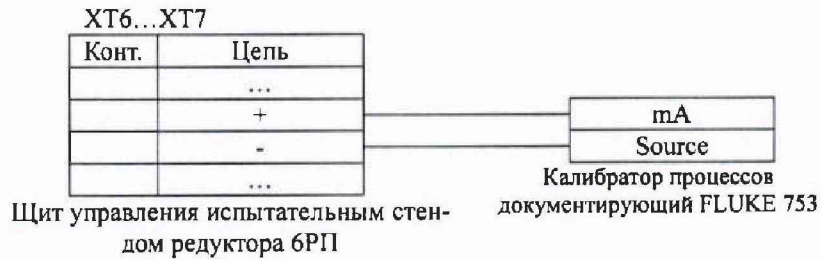 XT6...XT7
Конт. Цепь
...
+
mA
-
Source
...
Калибратор процессов
документирующий FLUKE 753
Щит управления испытательным стен-
дом редуктора 6РП